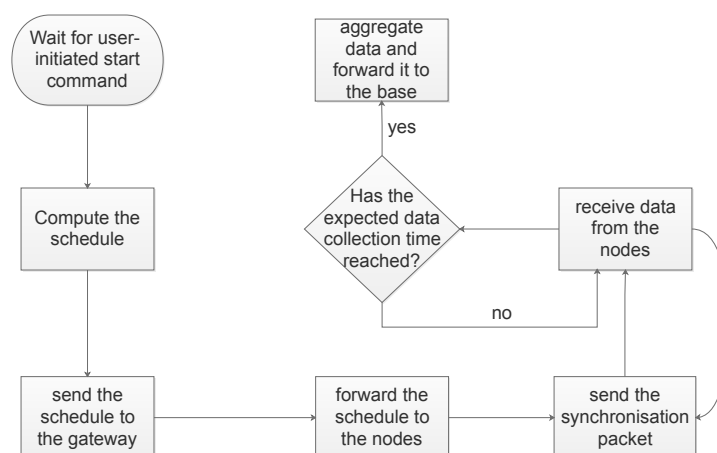 Wait for user-
initiated start
command
aggregate
data and
forward it to
the base
yes
Compute the
schedule
Has the
expected data
collection time
reached?
receive data
from the
nodes
no
send the
schedule to
the gateway
forward the
schedule to
the nodes
send the
synchronisation
packet